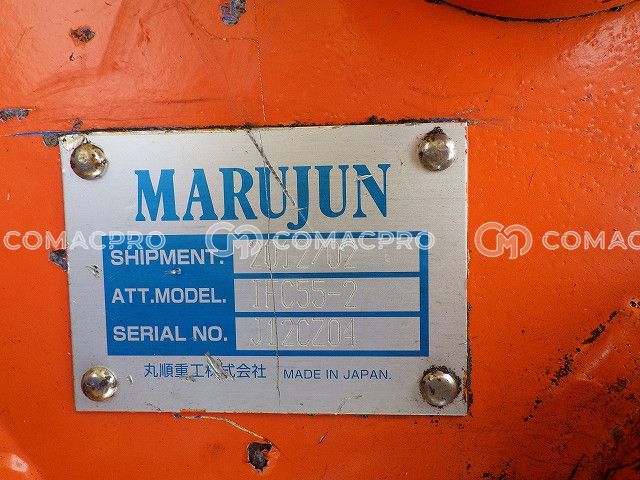 MARUJUN
SHIPMENT. 2012/02
ATT.MODEL. IFC55-2
SERIAL NO. J12CZ04
丸順重工株式会社 MADE IN JAPAN.
COMACPRO COMACPRO COMACPRO